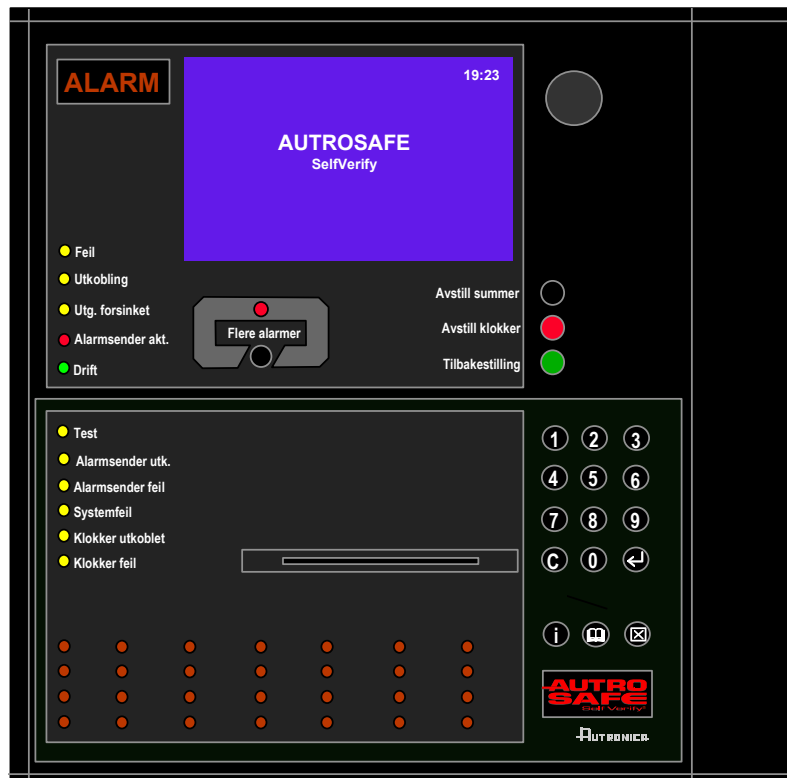 ALARM
19:23
AUTROSAFE
SelfVerify
Feil
Utkobling
Utg. forsinket
Alarmsender akt.
Drift
Flere alarmer
Avstill summer
Avstill klokker
Tilbakestilling
Test
Alarmsender utk.
Alarmsender feil
Systemfeil
Klokker utkoblet
Klokker feil
1 2 3
4 5 6
7 8 9
C 0
i
AUTRO
SAFE
Self Verify
AUTRONICA